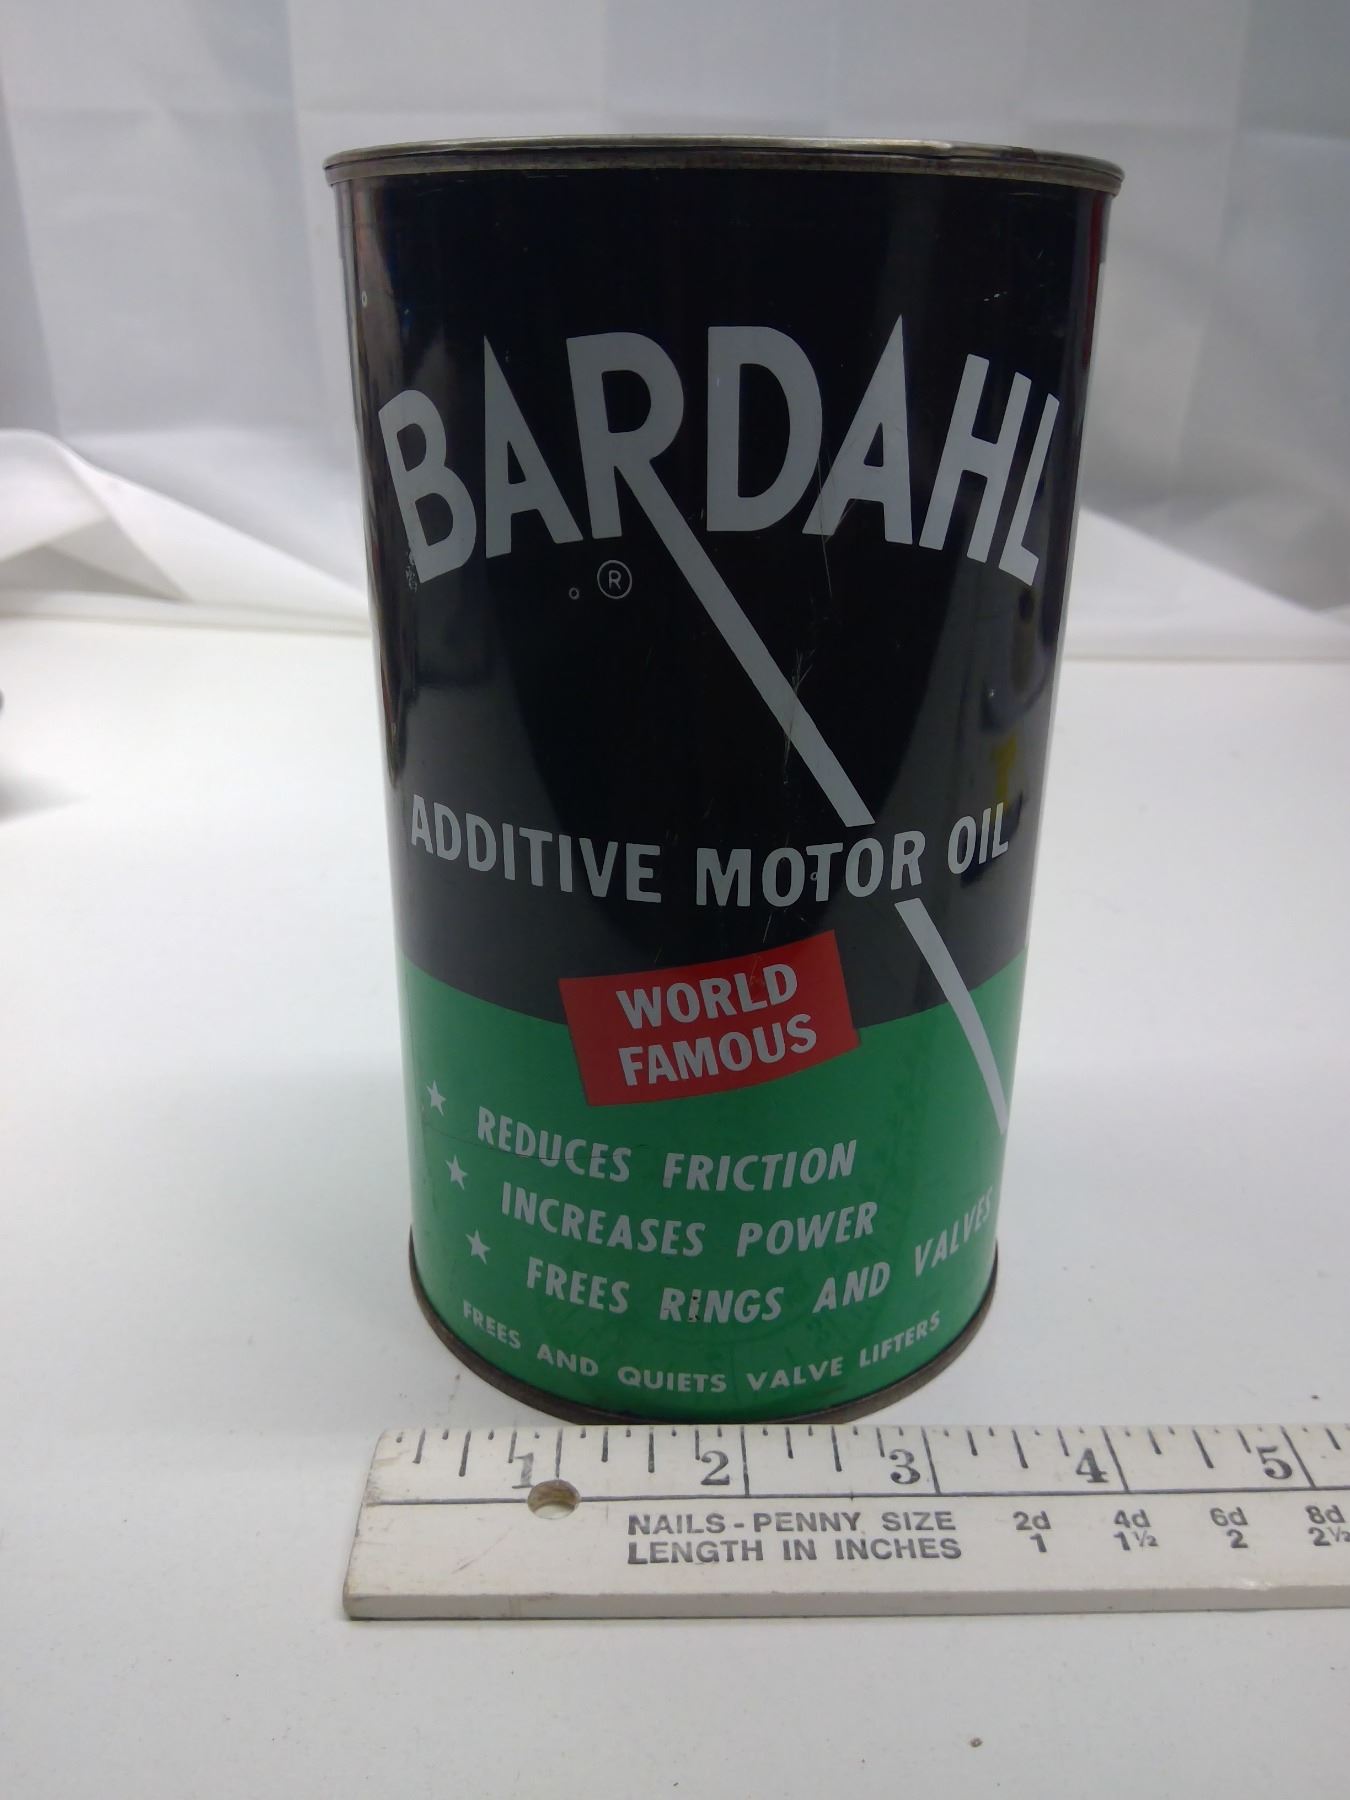 BARDAHL
®
ADDITIVE MOTOR OIL
WORLD
FAMOUS
★ REDUCES FRICTION
★ INCREASES POWER
★ FREES RINGS AND VALVES
FREES AND QUIETS VALVE LIFTERS
1 2 3 4 5
NAILS-PENNY SIZE 2d 4d 6d 8d
LENGTH IN INCHES 1 1½ 2 2½